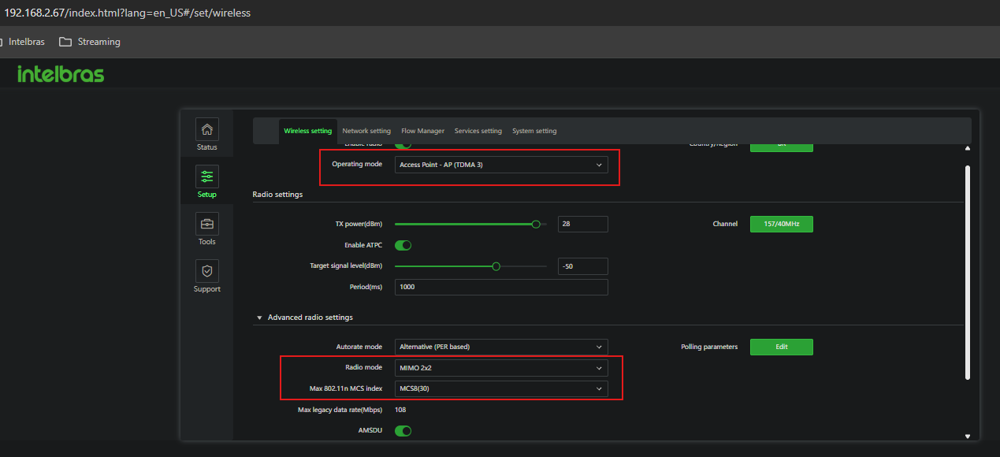 192.168.2.67/index.html?lang=en_US#/set/wireless
Intelbras Streaming
intelbras
Status
Setup
Tools
Support
Wireless setting Network setting Flow Manager Services setting System setting
Enable radio Country/Region BR
Operating mode Access Point - AP (TDMA 3)
Radio settings
TX power(dBm) 28 Channel 157/40MHz
Enable ATPC
Target signal level(dBm) -50
Period(ms) 1000
Advanced radio settings
Autorate mode Alternative (PER based) Polling parameters Edit
Radio mode MIMO 2x2
Max 802.11n MCS index MCS8(30)
Max legacy data rate(Mbps) 108
AMSDU